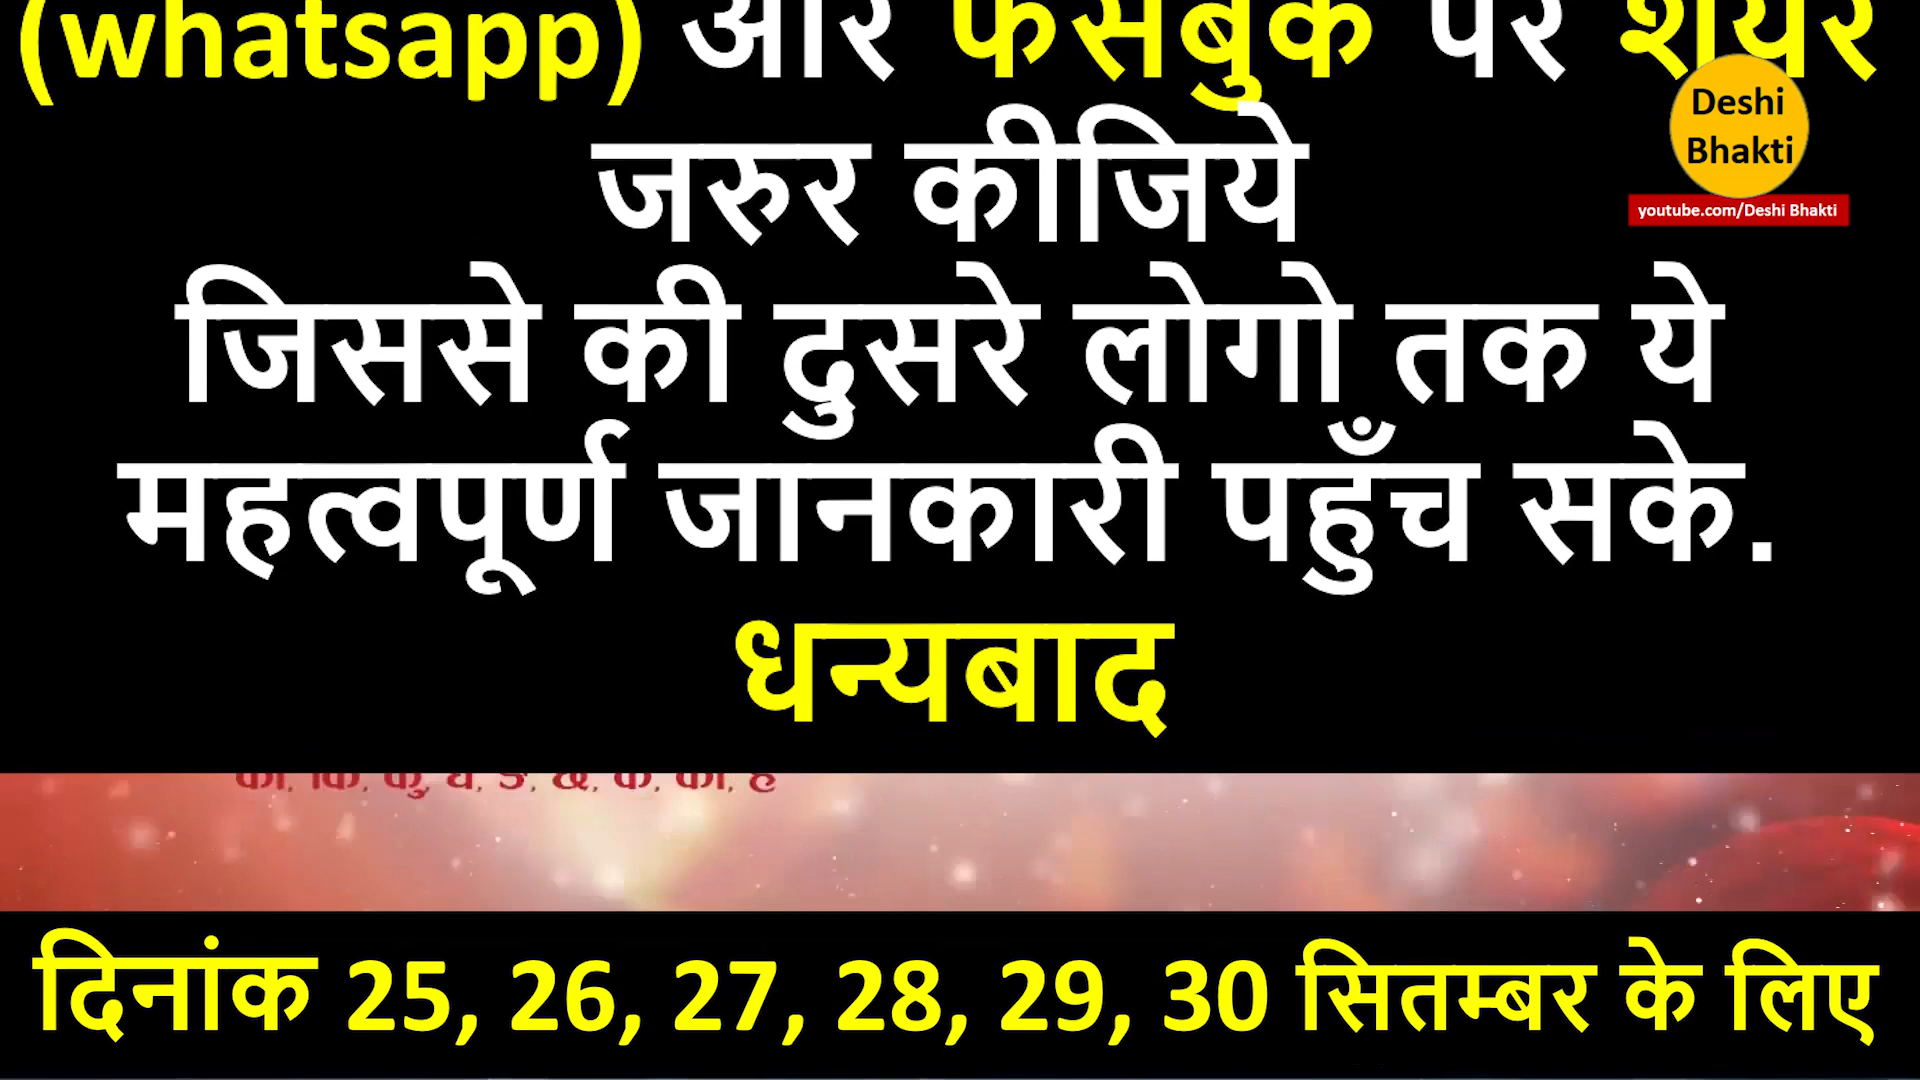 (whatsapp) और फेसबुक पर शेयर
जरुर कीजिये
जिससे की दुसरे लोगो तक ये
महत्वपूर्ण जानकारी पहुँच सके.
धन्यबाद
Deshi
Bhakti
youtube.com/Deshi Bhakti
दिनांक 25, 26, 27, 28, 29, 30 सितम्बर के लिए